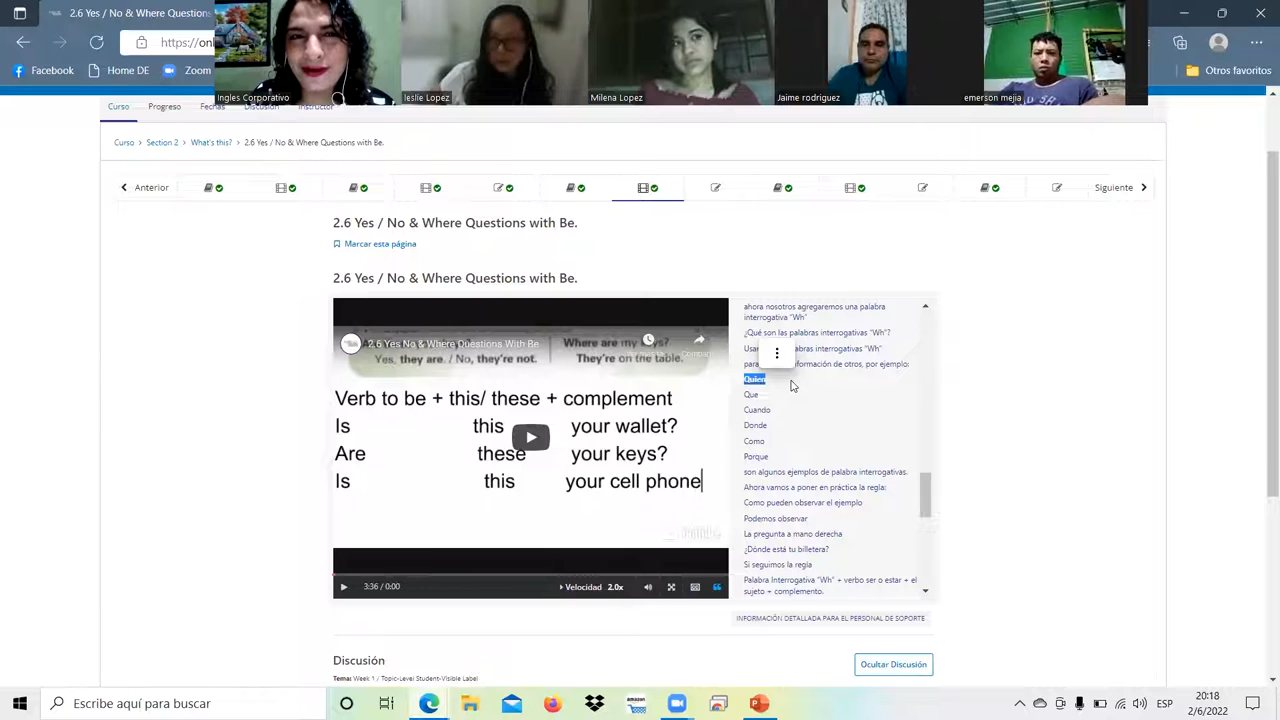 2.6 Yes / No & Where Questions
https://onl
Facebook
Home DE
Zoom
Otros favoritos
Ingles Corporativo
leslie Lopez
Milena Lopez
Jaime rodriguez
emerson mejia
Curso Progreso Fechas Discusión Instructor
Curso > Section 2 > What's this? > 2.6 Yes / No & Where Questions with Be.
Anterior
Siguiente
2.6 Yes / No & Where Questions with Be.
Marcar esta página
2.6 Yes / No & Where Questions with Be.
2.6 Yes No & Where Questions With Be
Where are my keys?
Yes, they are. / No, they're not. They're on the table.
Verb to be + this/ these + complement
Is this your wallet?
Are these your keys?
Is this your cell phone
3:36 / 0:00
Velocidad 2.0x
ahora nosotros agregaremos una palabra
interrogativa "Wh"
¿Qué son las palabras interrogativas "Wh"?
interrogativas "Wh"
de otros, por ejemplo:
Quien
Que
Cuando
Donde
Como
Porque
son algunos ejemplos de palabra interrogativas.
Ahora vamos a poner en práctica la regla:
Como pueden observar el ejemplo
Podemos observar
La pregunta a mano derecha
¿Dónde está tu billetera?
Si seguimos la regla
Palabra Interrogativa "Wh" + verbo ser o estar + el
sujeto + complemento.
INFORMACIÓN DETALLADA PARA EL PERSONAL DE SOPORTE
Discusión
Ocultar Discusión
Tema: Week 1 / Topic-Level Student-Visible Label
Escribe aquí para buscar
ESP
20:18
2/6/2022